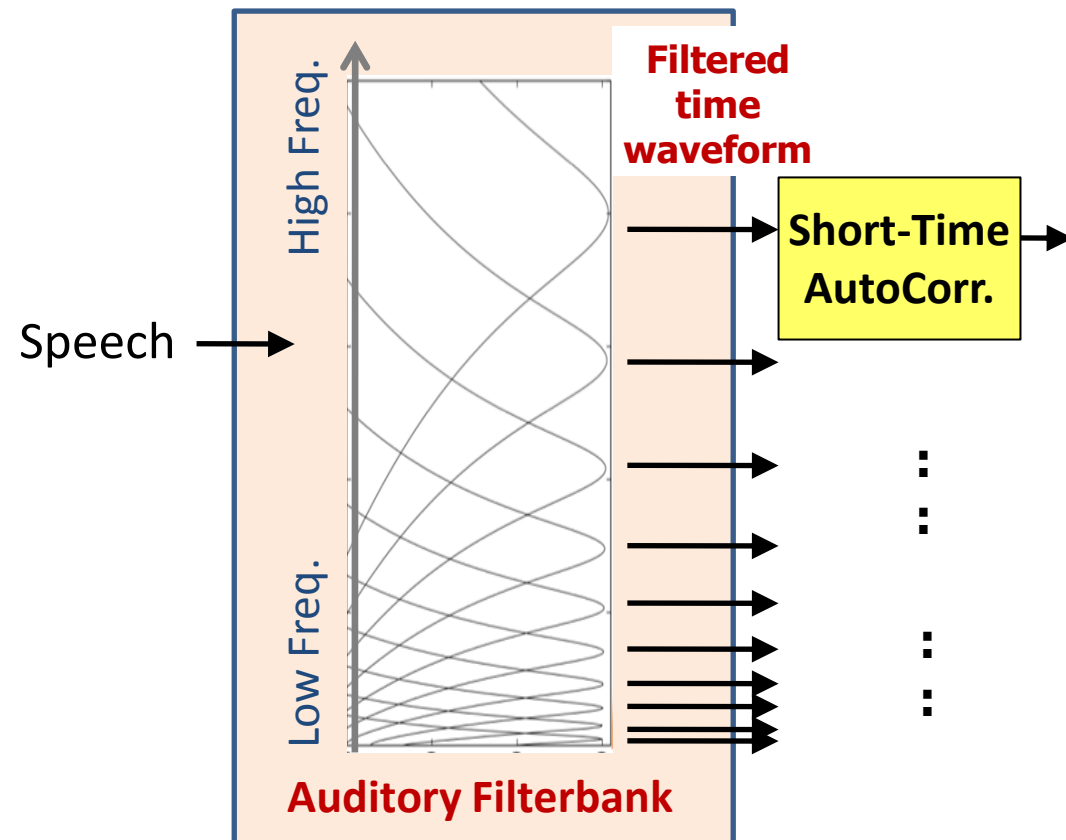 Speech
High Freq.
Low Freq.
Auditory Filterbank
Filtered
time
waveform
Short-Time
AutoCorr.
:
:
:
: